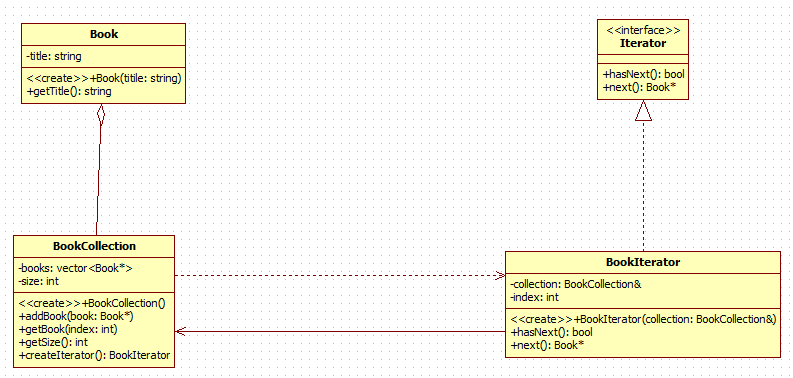 Book
-title: string
<<create>>+Book(title: string)
+getTitle(): string
<<interface>>
Iterator
+hasNext(): bool
+next(): Book*
BookCollection
-books: vector<Book*>
-size: int
<<create>>+BookCollection()
+addBook(book: Book*)
+getBook(index: int)
+getSize(): int
+createIterator(): BookIterator
BookIterator
-collection: BookCollection&
-index: int
<<create>>+BookIterator(collection: BookCollection&)
+hasNext(): bool
+next(): Book*